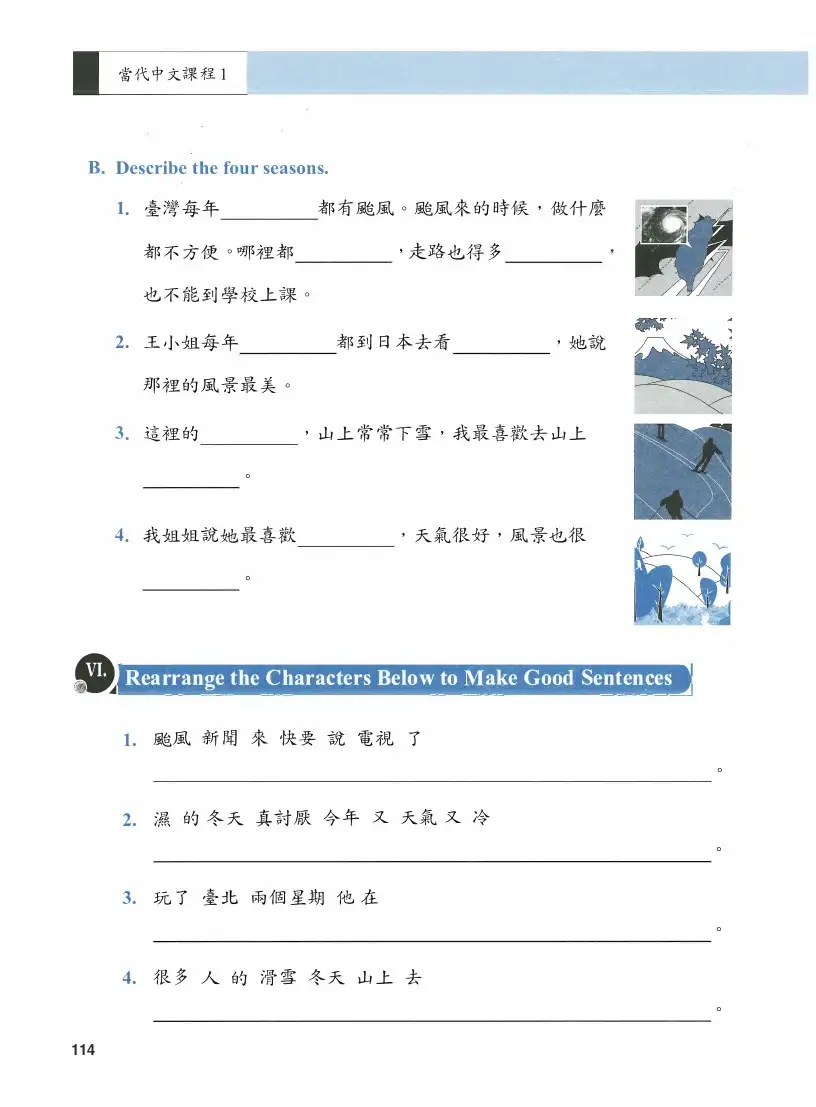 當代中文課程 1
B. Describe the four seasons.
1. 臺灣每年__________都有颱風。颱風來的時候,做什麼
都不方便。哪裡都__________,走路也得多__________,
也不能到學校上課。
2. 王小姐每年__________都到日本去看__________,她說
那裡的風景最美。
3. 這裡的__________,山上常常下雪,我最喜歡去山上
__________。
4. 我姐姐說她最喜歡__________,天氣很好,風景也很
__________。
VI. Rearrange the Characters Below to Make Good Sentences
1. 颱風 新聞 來 快要 說 電視 了
__________。
2. 濕 的 冬天 真討厭 今年 又 天氣 又 冷
__________。
3. 玩了 臺北 兩個星期 他 在
__________。
4. 很多 人 的 滑雪 冬天 山上 去
__________。
114